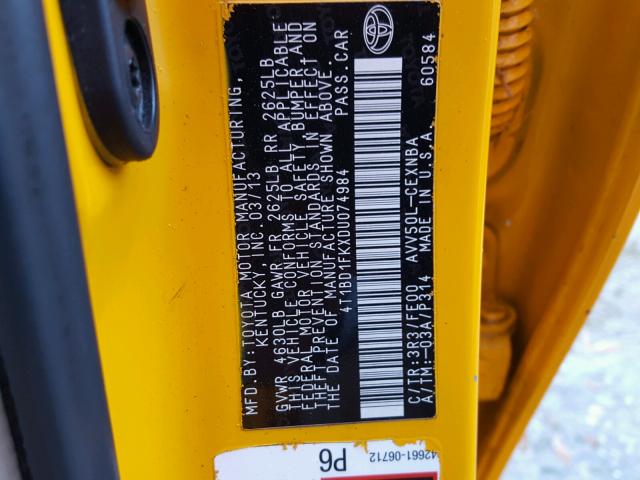 MFD. BY: TOYOTA MOTOR MANUFACTURING,
KENTUCKY, INC. 03/13
GVWR 4630LB GAWR FR 2625LB RR 2625LB
THIS VEHICLE CONFORMS TO ALL APPLICABLE
FEDERAL MOTOR VEHICLE SAFETY, BUMPER AND
THEFT PREVENTION STANDARDS IN EFFECT ON
THE DATE OF MANUFACTURE SHOWN ABOVE.
4T1BD1FKXDU074984 PASS. CAR
C/TR: 3R3/FE00 AVV50L-CEXNBA
A/TM: -03A/P314 MADE IN U.S.A. 60584
42661-06712
P6